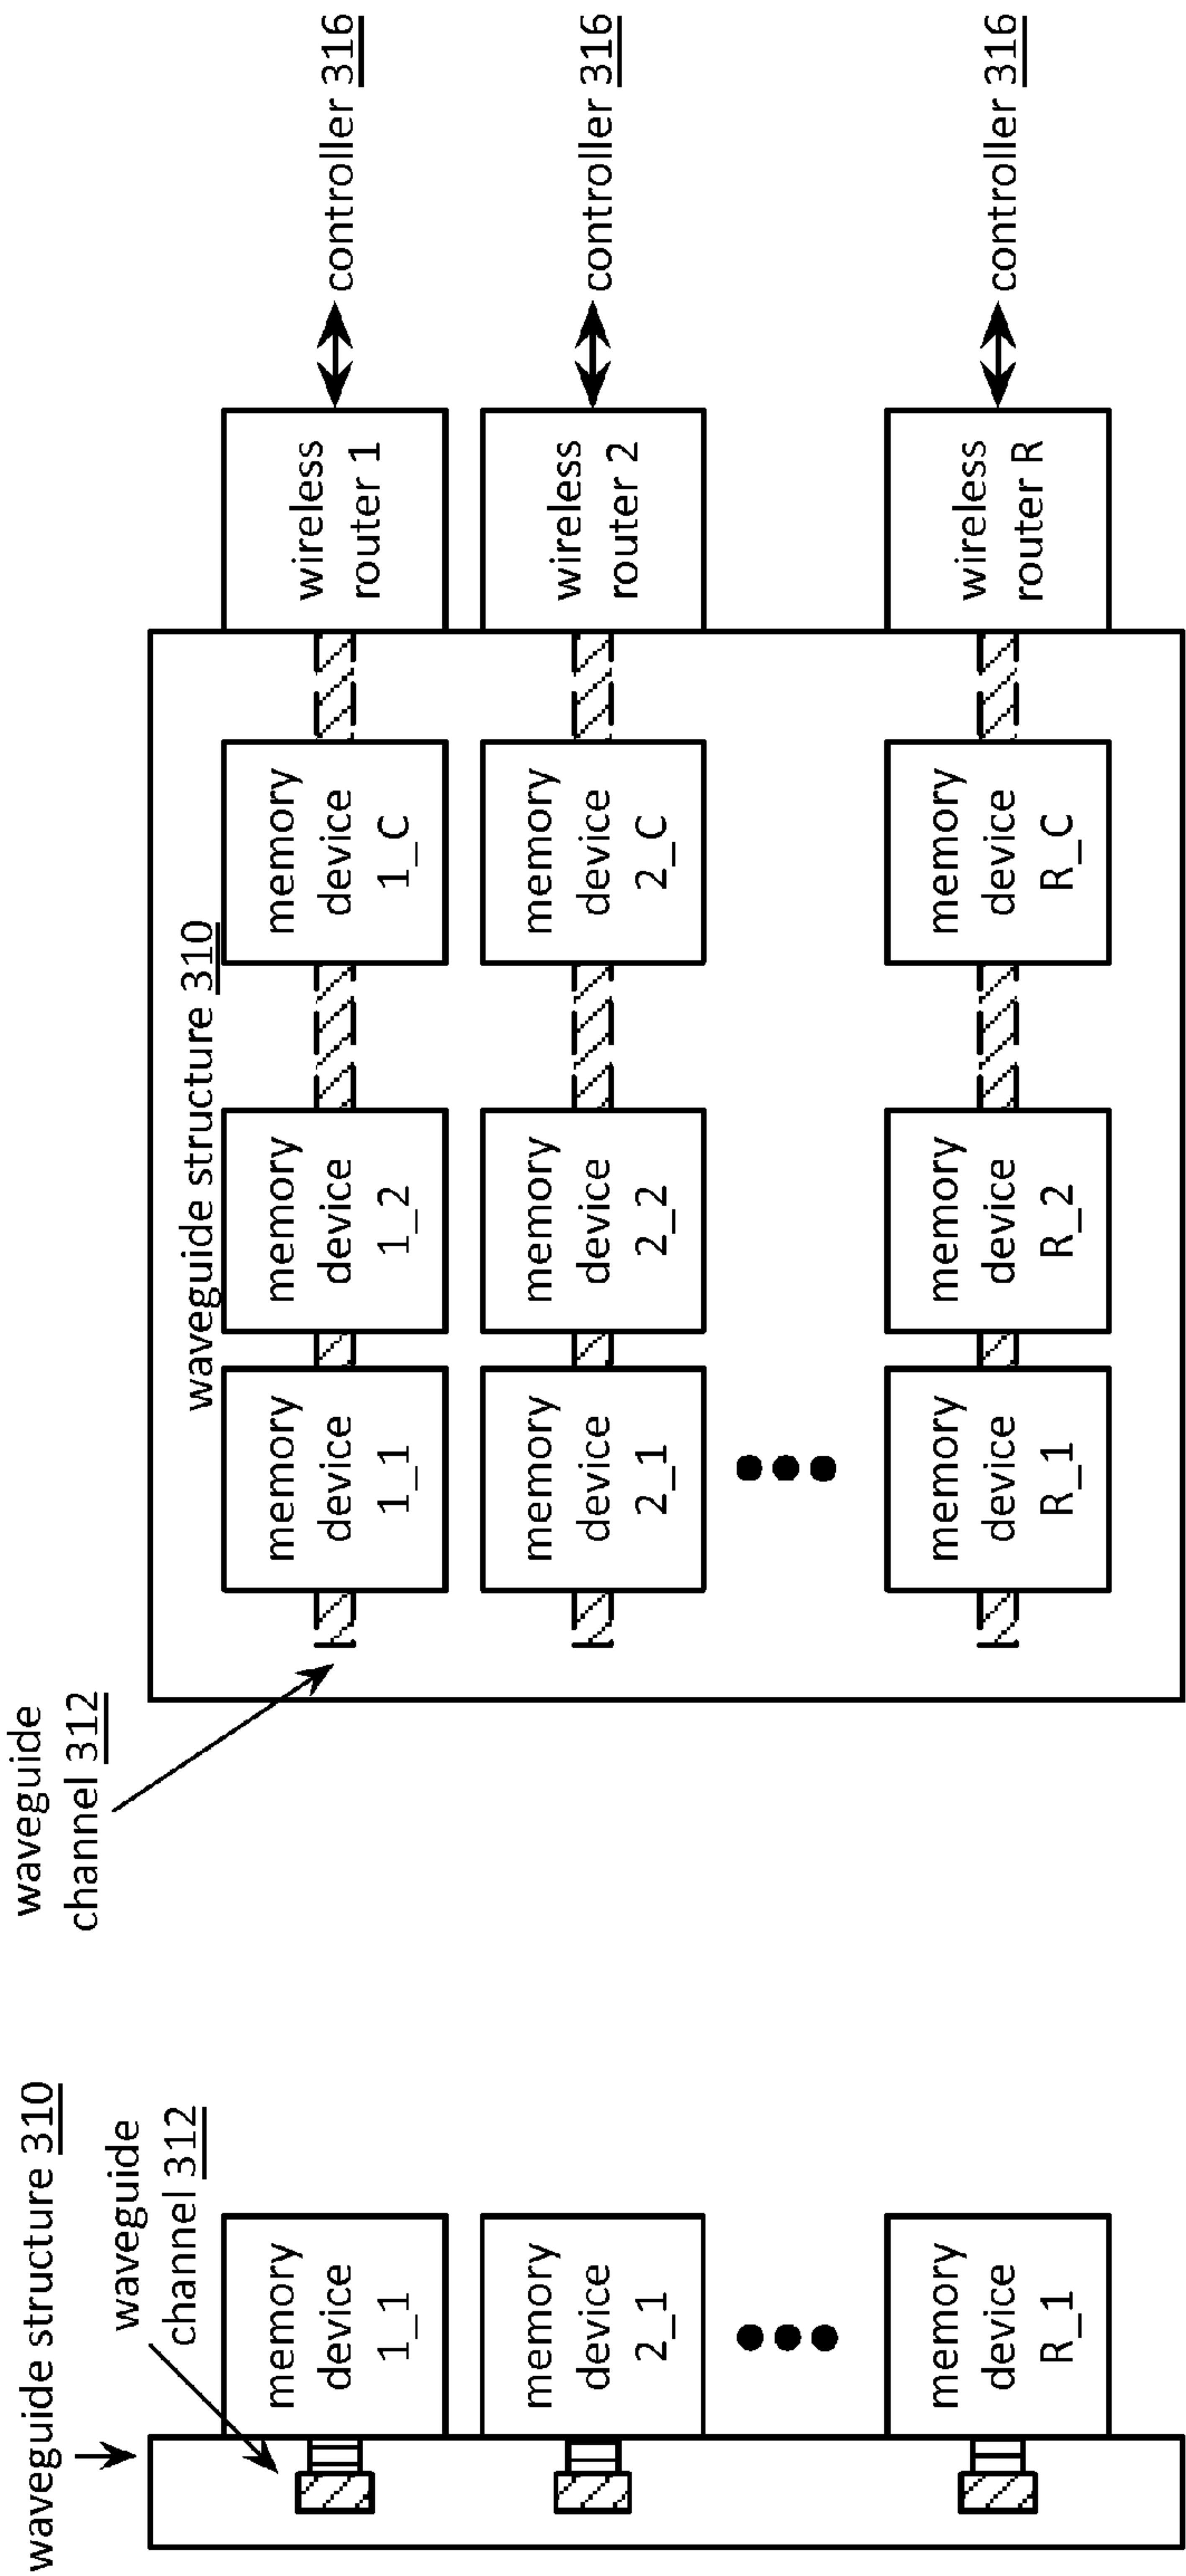 waveguide structure 310
waveguide
channel 312
memory
device
1_1
memory
device
2_1
memory
device
R_1
waveguide
channel 312
waveguide structure 310
memory
device
1_1
memory
device
1_2
memory
device
1_C
wireless
router 1
controller 316
memory
device
2_1
memory
device
2_2
memory
device
2_C
wireless
router 2
controller 316
memory
device
R_1
memory
device
R_2
memory
device
R_C
wireless
router R
controller 316